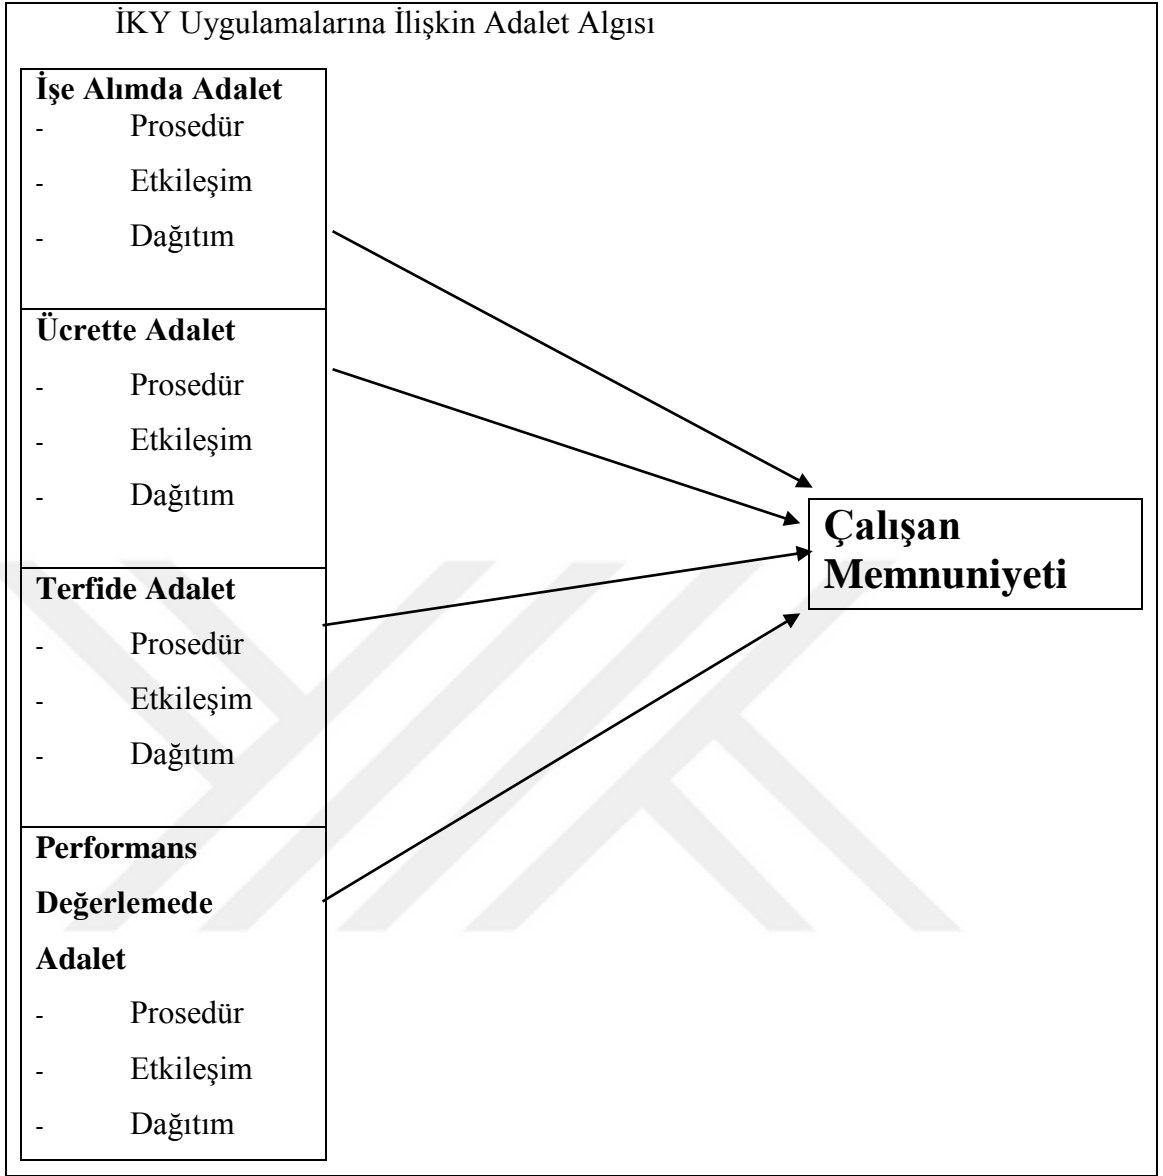 İKY Uygulamalarına İlişkin Adalet Algısı
İşe Alımda Adalet
- Prosedür
- Etkileşim
- Dağıtım
Ücrette Adalet
- Prosedür
- Etkileşim
- Dağıtım
Terfide Adalet
- Prosedür
- Etkileşim
- Dağıtım
Performans
Değerlemede
Adalet
- Prosedür
- Etkileşim
- Dağıtım
Çalışan
Memnuniyeti